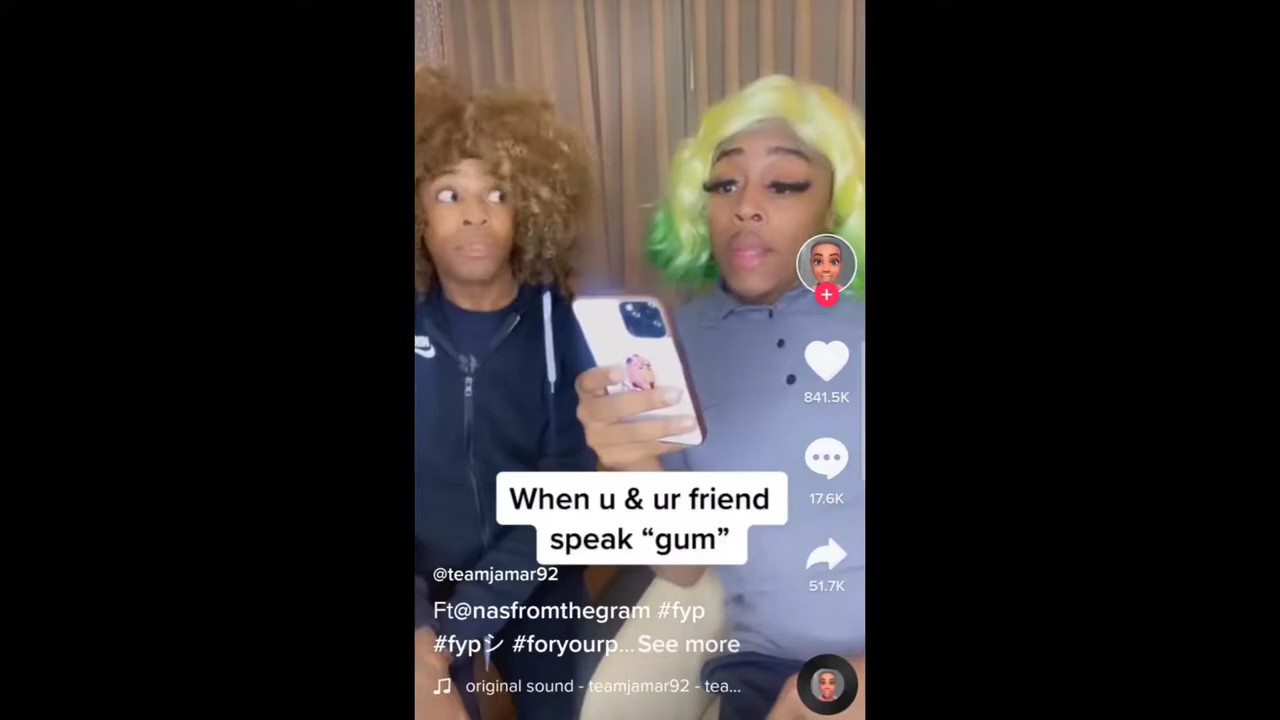 841.5K
17.6K
When u & ur friend
speak “gum”
51.7K
@teamjamar92
Ft@nasfromthegram #fyp
#fypシ #foryourp...See more
original sound - teamjamar92 - tea...